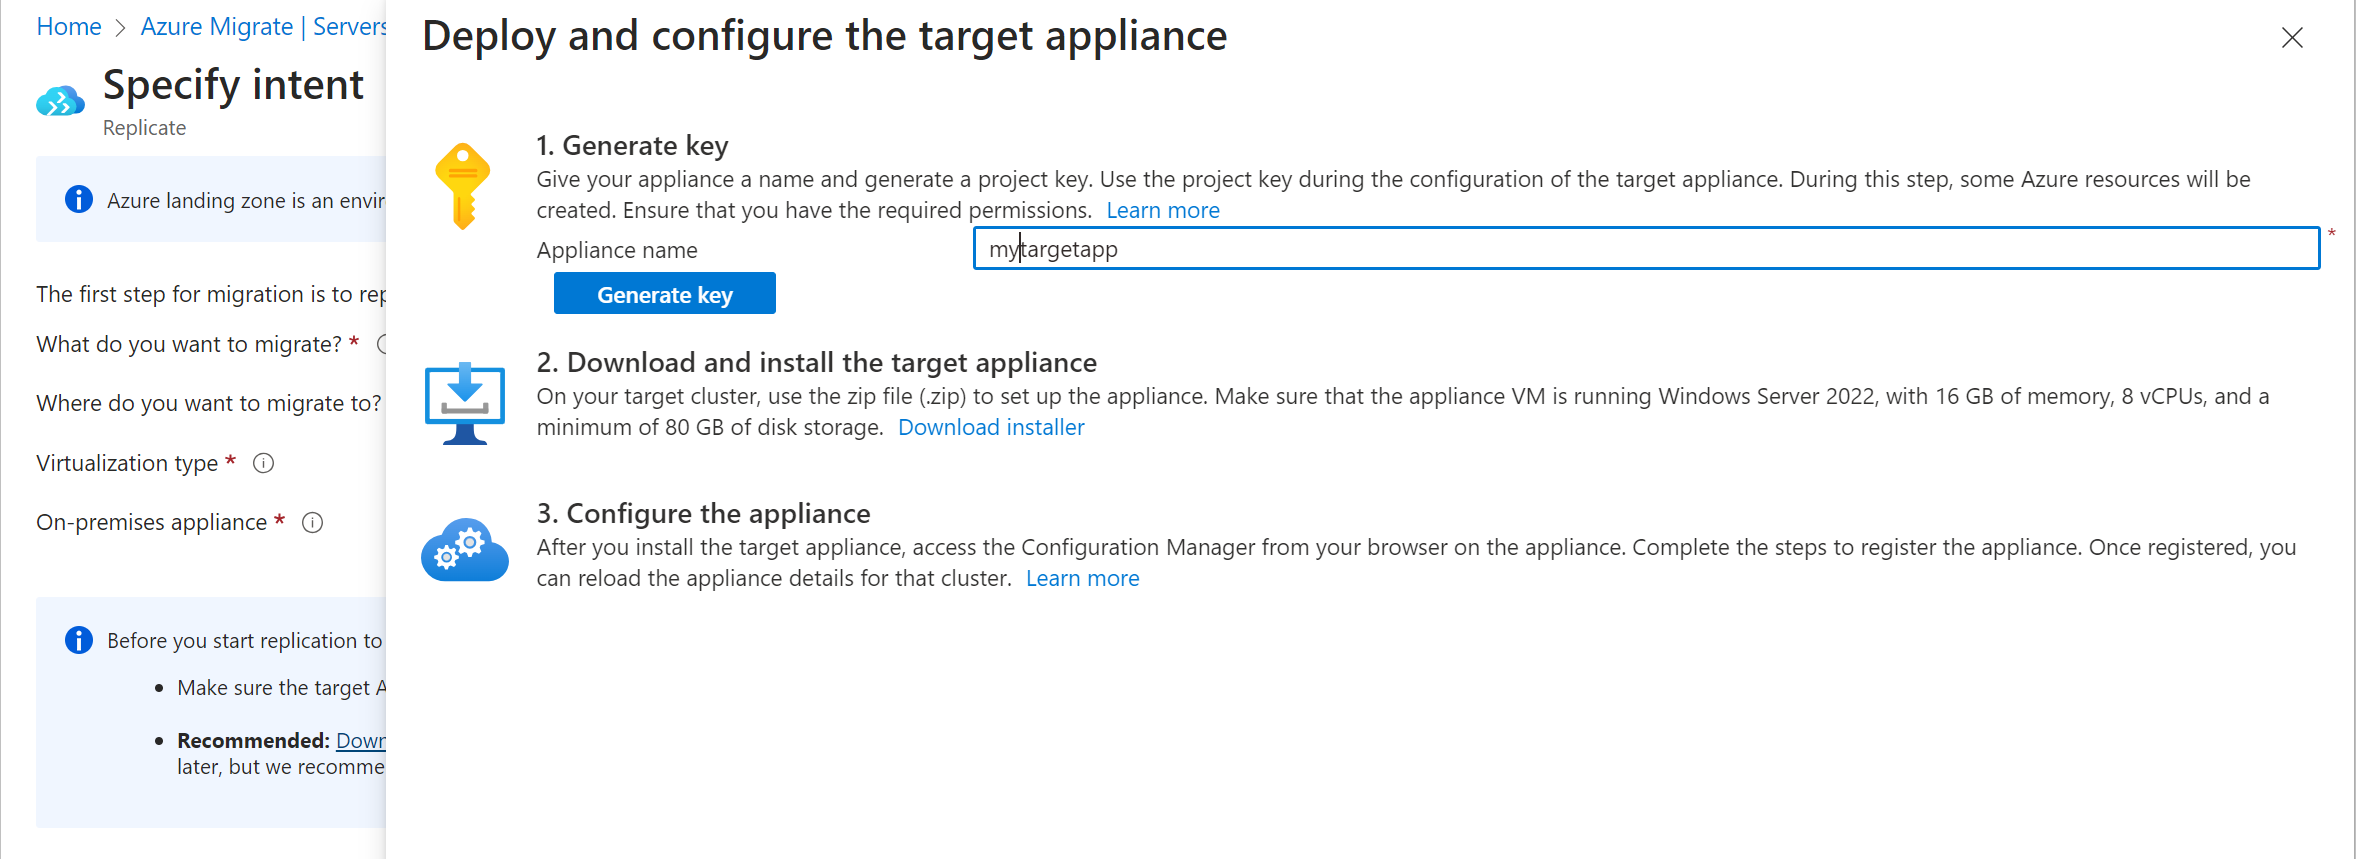 Home > Azure Migrate | Servers
Specify intent
Replicate
Azure landing zone is an envir
The first step for migration is to rep
What do you want to migrate? *
Where do you want to migrate to?
Virtualization type *
On-premises appliance *
Before you start replication to
• Make sure the target A
• Recommended: Down
later, but we recomme
Deploy and configure the target appliance
1. Generate key
Give your appliance a name and generate a project key. Use the project key during the configuration of the target appliance. During this step, some Azure resources will be
created. Ensure that you have the required permissions. Learn more
Appliance name mytargetapp *
Generate key
2. Download and install the target appliance
On your target cluster, use the zip file (.zip) to set up the appliance. Make sure that the appliance VM is running Windows Server 2022, with 16 GB of memory, 8 vCPUs, and a
minimum of 80 GB of disk storage. Download installer
3. Configure the appliance
After you install the target appliance, access the Configuration Manager from your browser on the appliance. Complete the steps to register the appliance. Once registered, you
can reload the appliance details for that cluster. Learn more